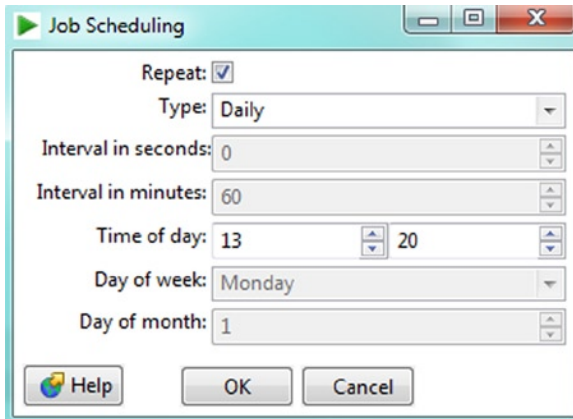 Job Scheduling
Repeat:
Type: Daily
Interval in seconds: 0
Interval in minutes: 60
Time of day: 13 20
Day of week: Monday
Day of month: 1
Help OK Cancel